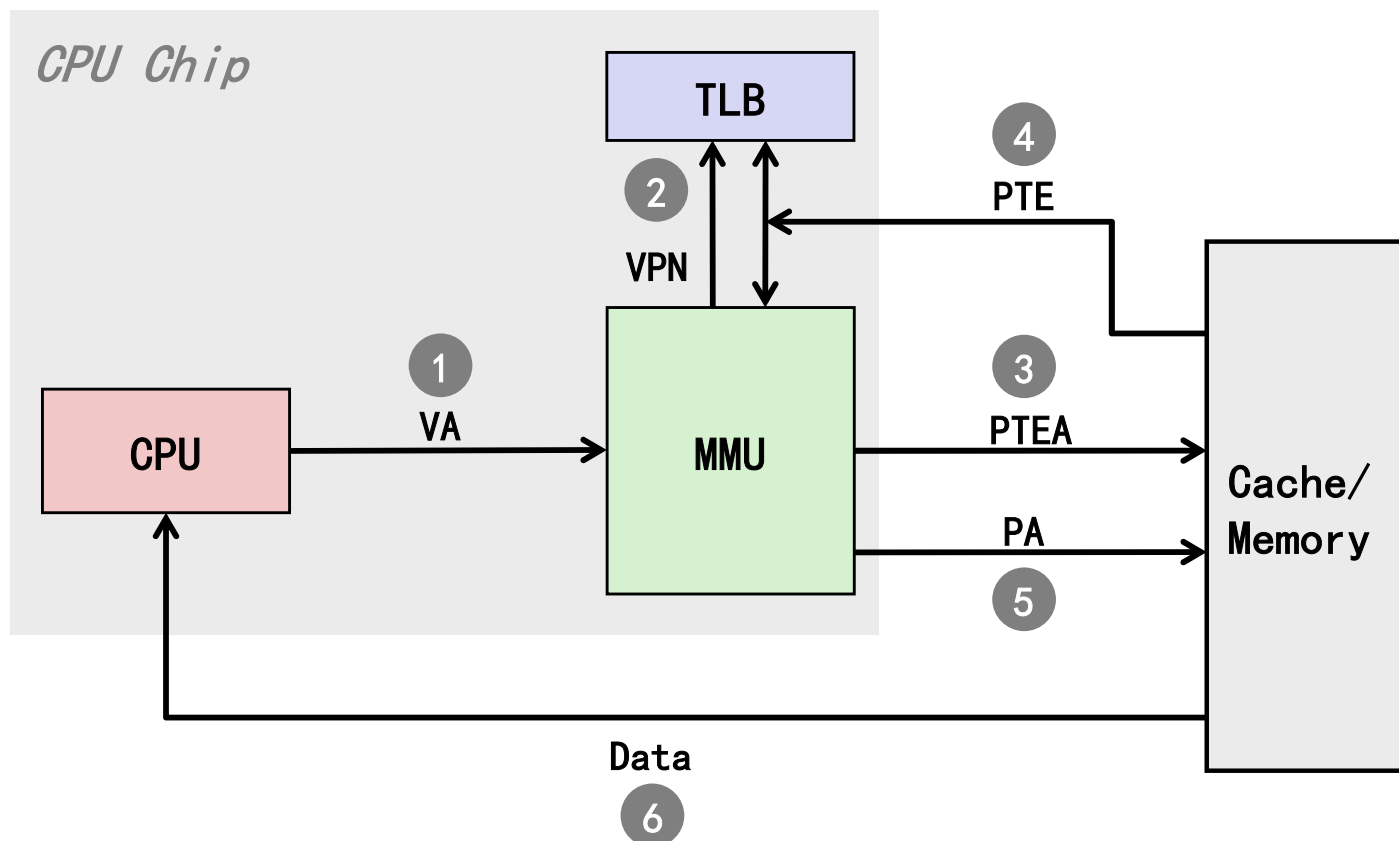 CPU Chip
TLB
4
PTE
2
VPN
1
VA
3
PTEA
CPU
MMU
Cache/
Memory
PA
5
Data
6